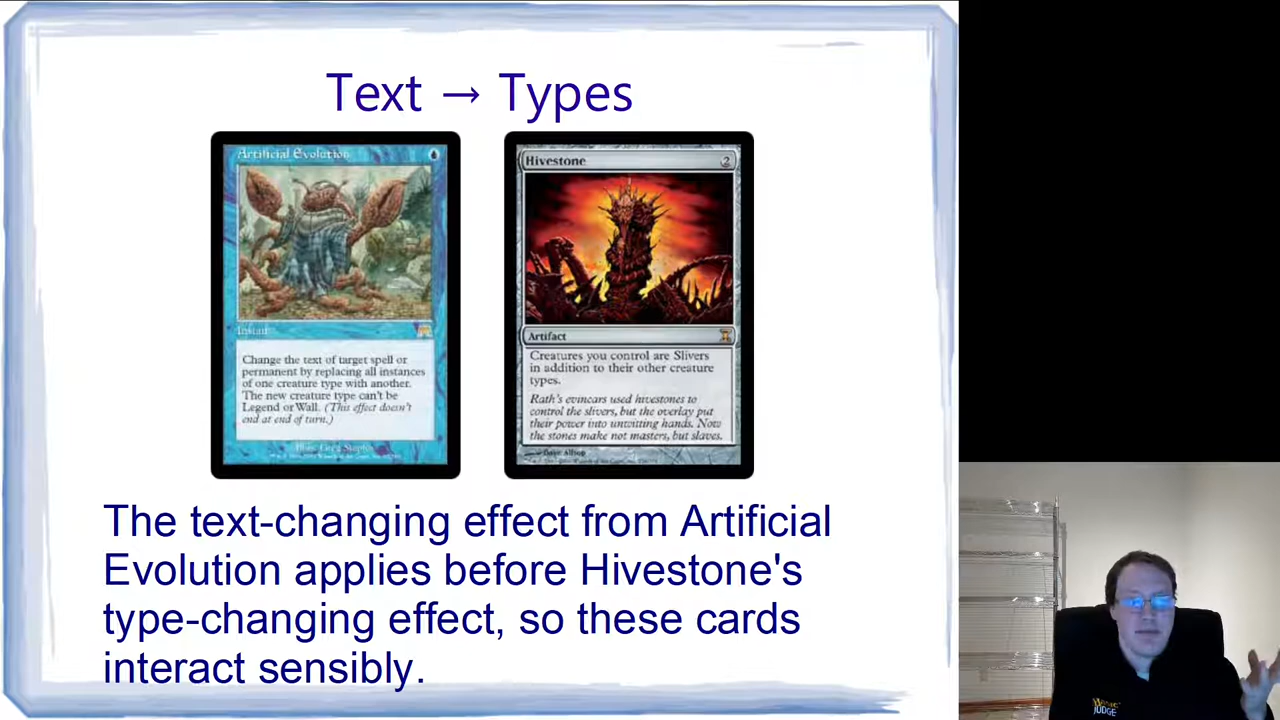 Text → Types
Artificial Evolution
Instant
Change the text of target spell or
permanent by replacing all instances
of one creature type with another.
The new creature type can't be
Legend or Wall. (This effect doesn't
end at end of turn.)
Hivestone 2
Artifact
Creatures you control are Slivers
in addition to their other creature
types.
Rath's evincars used hivestones to
control the slivers, but the overlay put
their power into unwitting hands. Now
the stones make not masters, but slaves.
The text-changing effect from Artificial
Evolution applies before Hivestone's
type-changing effect, so these cards
interact sensibly.
JUDGE